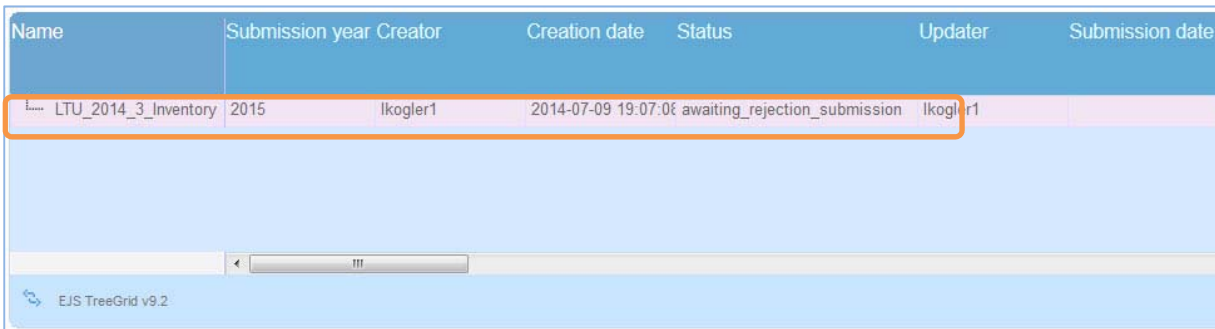 Name Submission year Creator Creation date Status Updater Submission date
LTU_2014_3_Inventory 2015 lkogler1 2014-07-09 19:07:08 awaiting_rejection_submission lkogler1
EJS TreeGrid v9.2